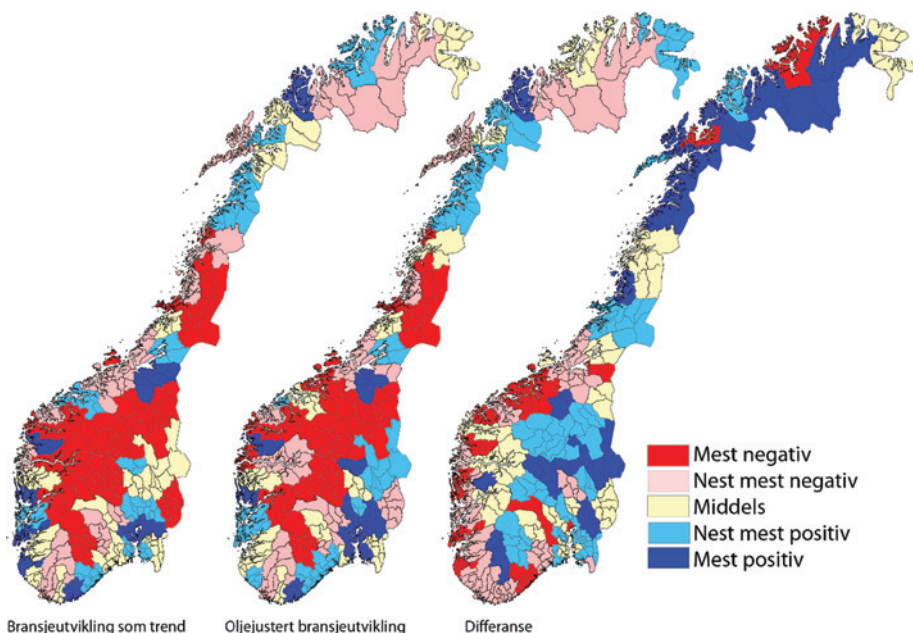 Mest negativ
Nest mest negativ
Middels
Nest mest positiv
Mest positiv
Bransjeutvikling som trend
Oljejustert bransjeutvikling
Differanse